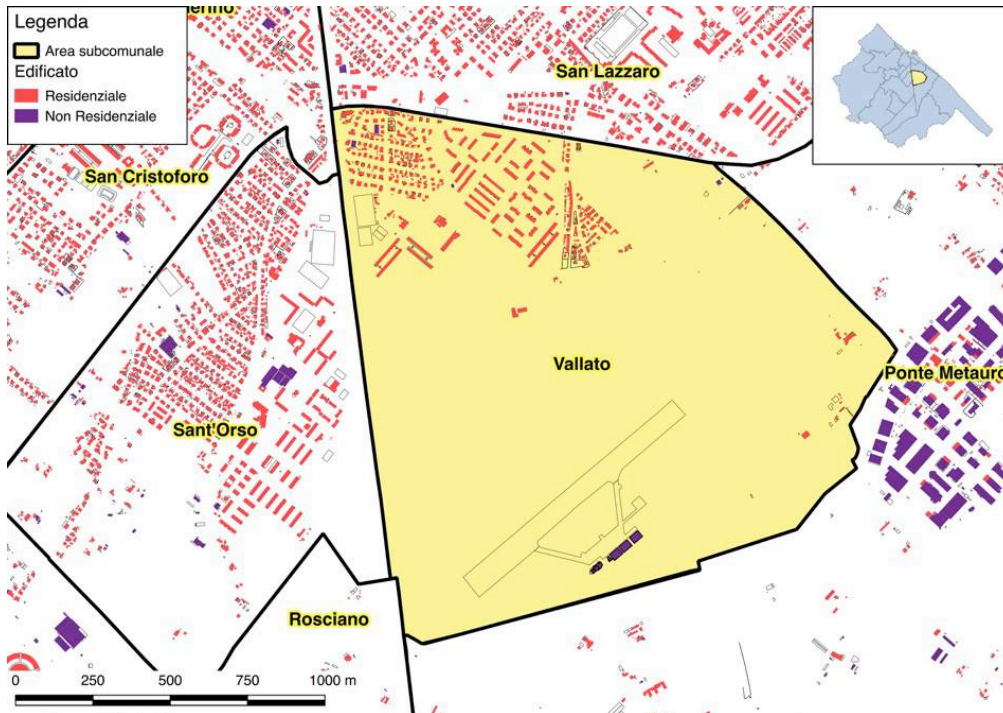 Legenda
Area subcomunale
Edificato
Residenziale
Non Residenziale
San Lazzaro
San Cristoforo
Vallato
Ponte Metauro
Sant'Orso
Rosciano
0 250 500 750 1000 m